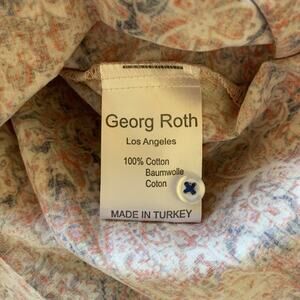 Georg Roth
Los Angeles
100% Cotton
Baumwolle
Coton
MADE IN TURKEY